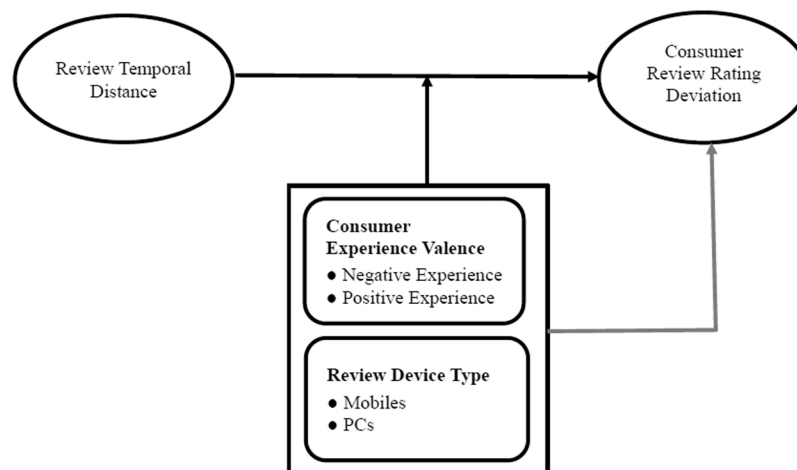 Review Temporal
Distance
Consumer
Review Rating
Deviation
Consumer
Experience Valence
● Negative Experience
● Positive Experience
Review Device Type
● Mobiles
● PCs